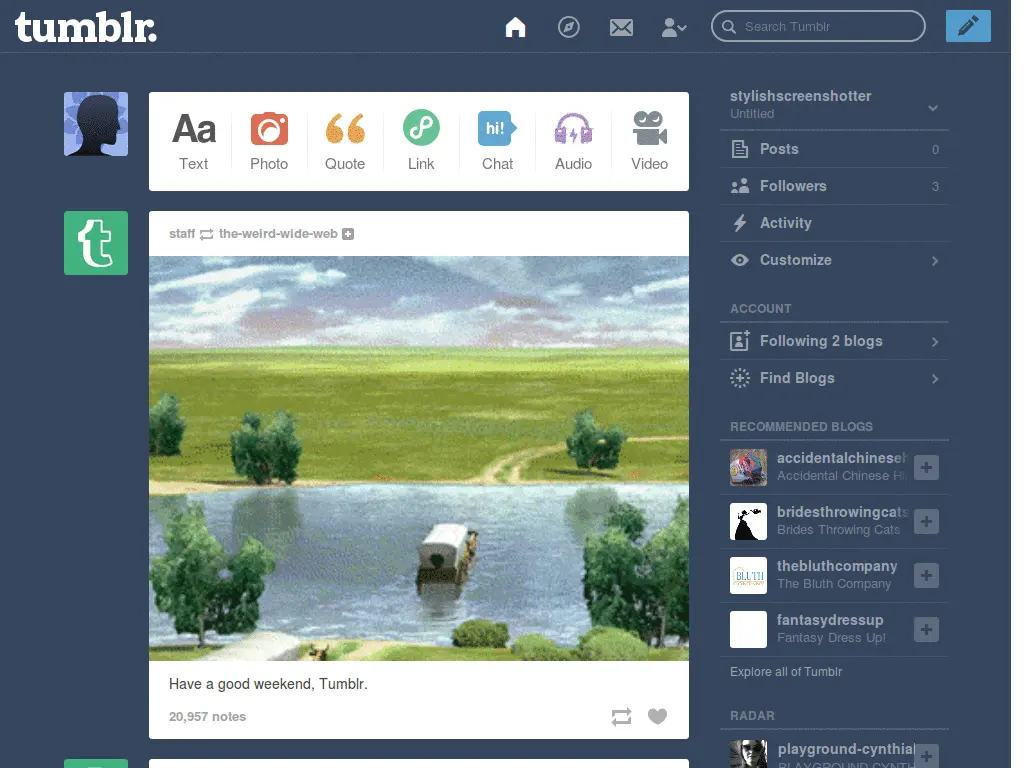 tumblr.
Search Tumblr
Aa
Text
Photo
Quote
Link
hi!
Chat
Audio
Video
staff the-weird-wide-web
Have a good weekend, Tumblr.
20,957 notes
stylishscreenshotter
Untitled
Posts 0
Followers 3
Activity
Customize
ACCOUNT
Following 2 blogs
Find Blogs
RECOMMENDED BLOGS
accidentalchineseh
Accidental Chinese Hi
bridesthrowingcats
Brides Throwing Cats
BLUTH
thebluthcompany
The Bluth Company
fantasydressup
Fantasy Dress Up!
Explore all of Tumblr
RADAR
playground-cynthia
PLAYGROUND CYNTH